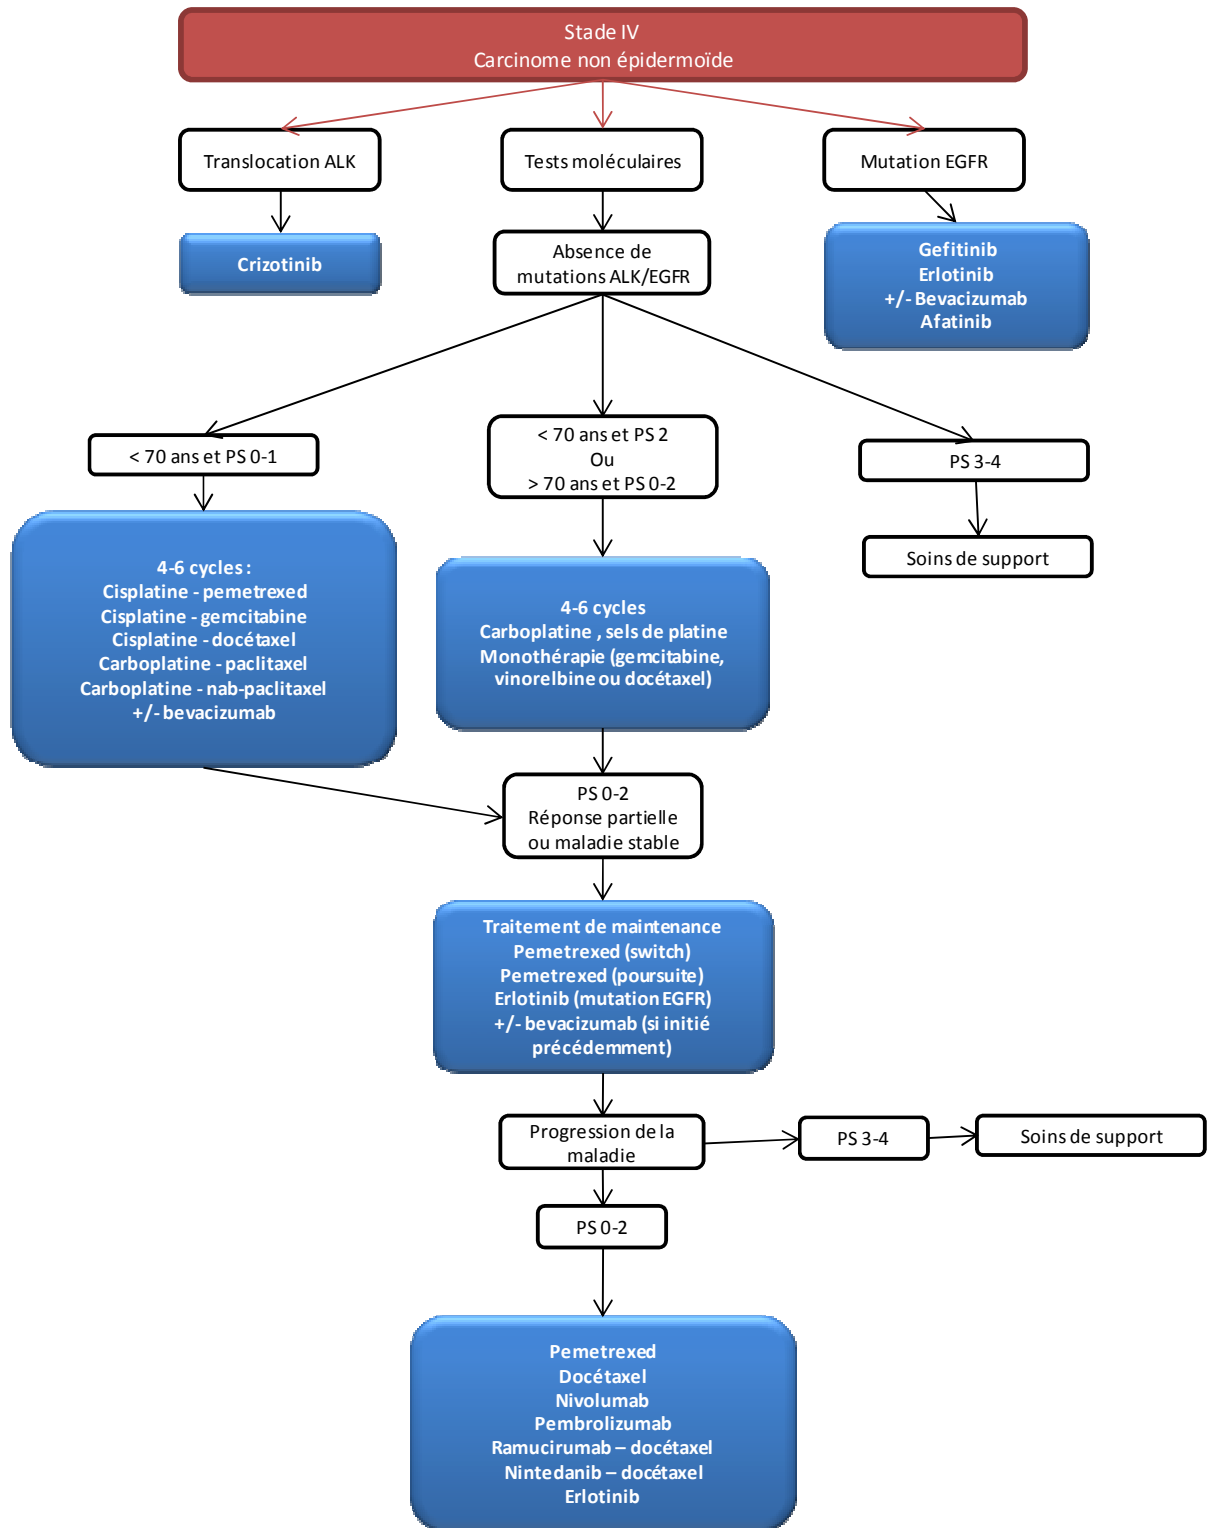 Stade IV
Carcinome non épidermoïde
Translocation ALK
Tests moléculaires
Mutation EGFR
Crizotinib
Absence de
mutations ALK/EGFR
Gefitinib
Erlotinib
+/- Bevacizumab
Afatinib
< 70 ans et PS 0-1
< 70 ans et PS 2
Ou
> 70 ans et PS 0-2
PS 3-4
Soins de support
4-6 cycles :
Cisplatine - pemetrexed
Cisplatine - gemcitabine
Cisplatine - docétaxel
Carboplatine - paclitaxel
Carboplatine - nab-paclitaxel
+/- bevacizumab
4-6 cycles
Carboplatine , sels de platine
Monothérapie (gemcitabine,
vinorelbine ou docétaxel)
PS 0-2
Réponse partielle
ou maladie stable
Traitement de maintenance
Pemetrexed (switch)
Pemetrexed (poursuite)
Erlotinib (mutation EGFR)
+/- bevacizumab (si initié
précédemment)
Progression de la
maladie
PS 3-4
Soins de support
PS 0-2
Pemetrexed
Docétaxel
Nivolumab
Pembrolizumab
Ramucirumab – docétaxel
Nintedanib – docétaxel
Erlotinib